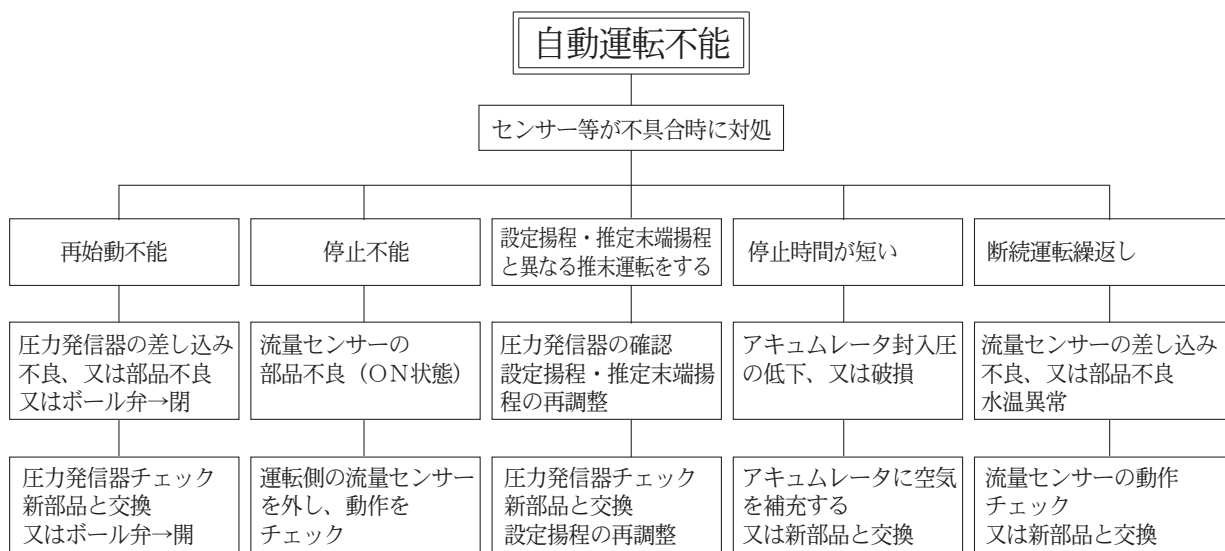 自動運転不能
センサー等が不具合時に対処
再始動不能
停止不能
設定揚程・推定末端揚程
と異なる推末運転をする
停止時間が短い
断続運転繰返し
圧力発信器の差し込み
不良、又は部品不良
又はボール弁→閉
流量センサーの
部品不良（ＯＮ状態）
圧力発信器の確認
設定揚程・推定末端揚
程の再調整
アキュムレータ封入圧
の低下、又は破損
流量センサーの差し込み
不良、又は部品不良
水温異常
圧力発信器チェック
新部品と交換
又はボール弁→開
運転側の流量センサー
を外し、動作を
チェック
圧力発信器チェック
新部品と交換
設定揚程の再調整
アキュムレータに空気
を補充する
又は新部品と交換
流量センサーの動作
チェック
又は新部品と交換